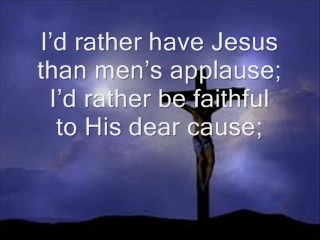 I’d rather have Jesus
than men’s applause;
I’d rather be faithful
to His dear cause;